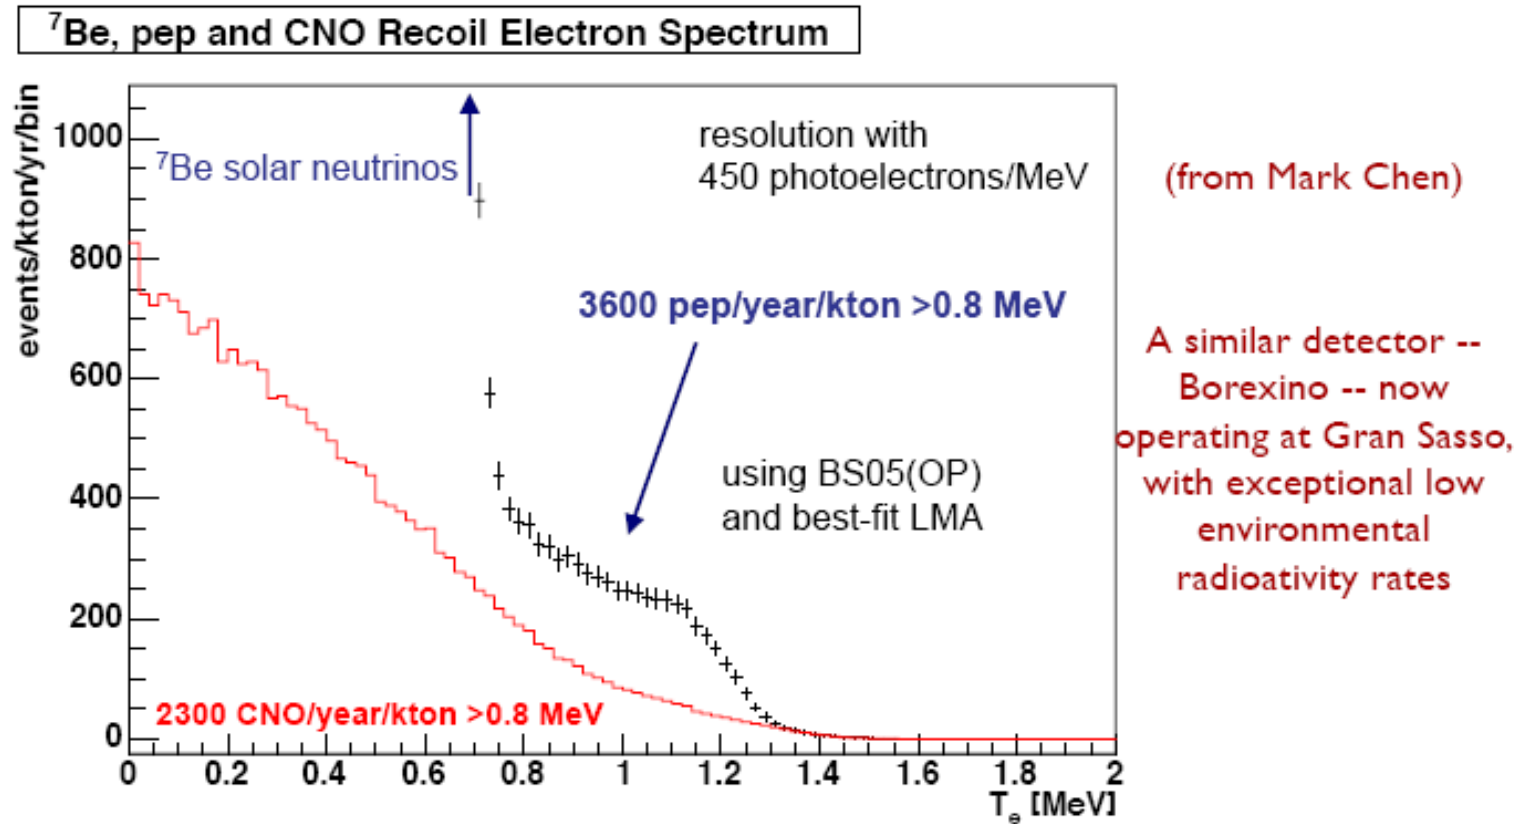 ⁷Be, pep and CNO Recoil Electron Spectrum
events/kton/yr/bin
1000
800
600
400
200
0
⁷Be solar neutrinos
resolution with
450 photoelectrons/MeV
3600 pep/year/kton >0.8 MeV
using BS05(OP)
and best-fit LMA
2300 CNO/year/kton >0.8 MeV
0 0.2 0.4 0.6 0.8 1 1.2 1.4 1.6 1.8 2
Tₑ [MeV]
(from Mark Chen)
A similar detector --
Borexino -- now
operating at Gran Sasso,
with exceptional low
environmental
radioativity rates